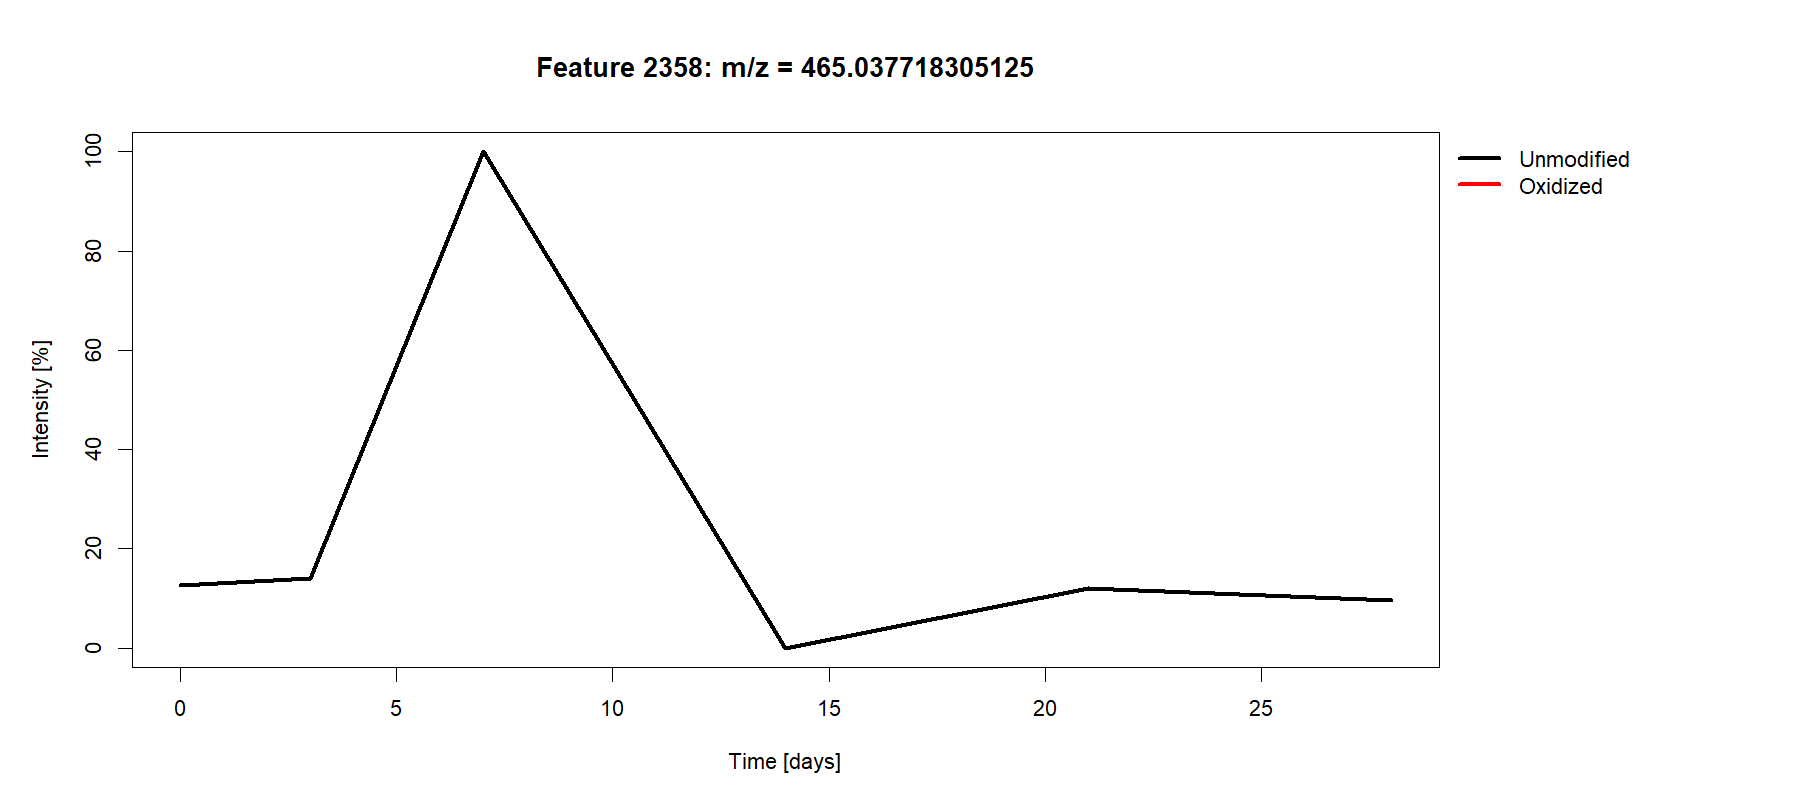 Feature 2358: m/z = 465.037718305125
Unmodified
Oxidized
Intensity [%]
100
80
60
40
20
0
0 5 10 15 20 25
Time [days]